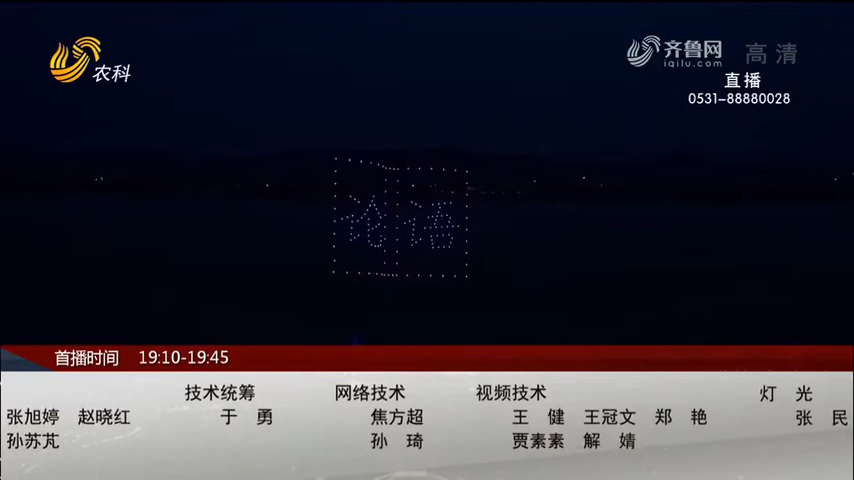 农科
齐鲁网 高清
iqilu.com
直播
0531-88880028
论语
首播时间 19:10-19:45
技术统筹 网络技术 视频技术 灯 光
张旭婷 赵晓红 于 勇 焦方超 王 健 王冠文 郑 艳 张 民
孙苏芃 孙 琦 贾素素 解 婧